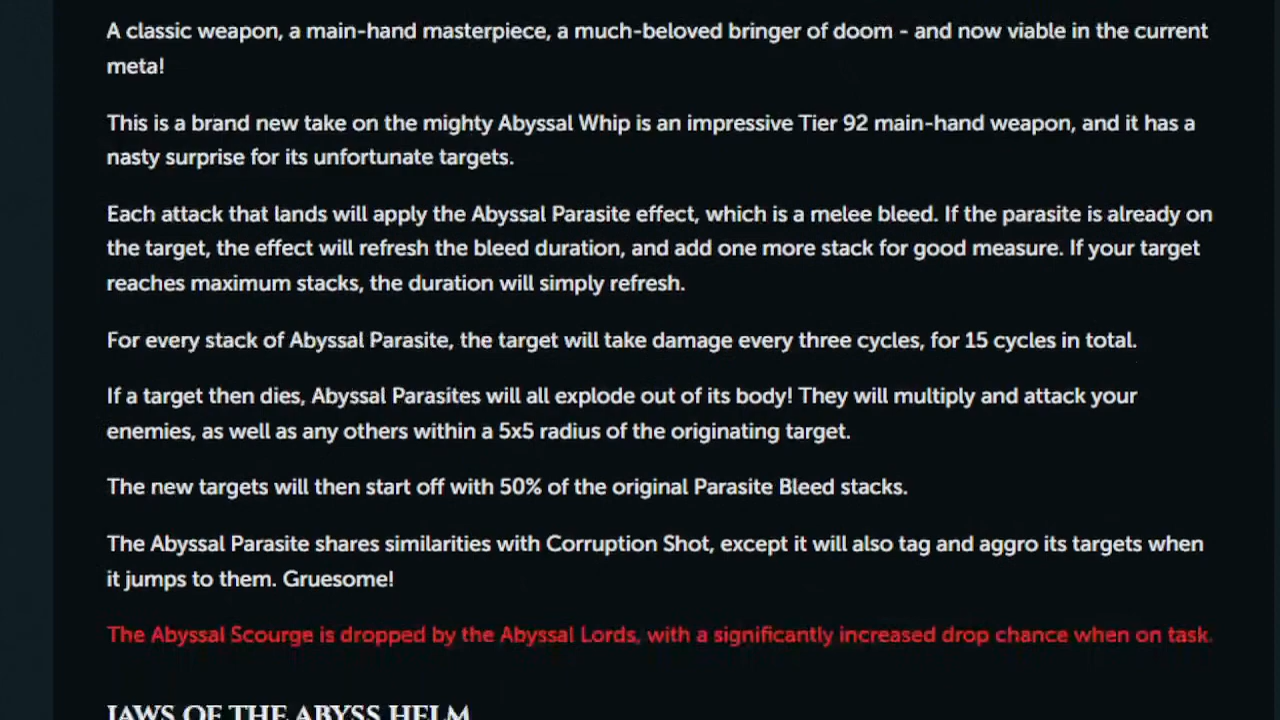 A classic weapon, a main-hand masterpiece, a much-beloved bringer of doom - and now viable in the current
meta!
This is a brand new take on the mighty Abyssal Whip is an impressive Tier 92 main-hand weapon, and it has a
nasty surprise for its unfortunate targets.
Each attack that lands will apply the Abyssal Parasite effect, which is a melee bleed. If the parasite is already on
the target, the effect will refresh the bleed duration, and add one more stack for good measure. If your target
reaches maximum stacks, the duration will simply refresh.
For every stack of Abyssal Parasite, the target will take damage every three cycles, for 15 cycles in total.
If a target then dies, Abyssal Parasites will all explode out of its body! They will multiply and attack your
enemies, as well as any others within a 5x5 radius of the originating target.
The new targets will then start off with 50% of the original Parasite Bleed stacks.
The Abyssal Parasite shares similarities with Corruption Shot, except it will also tag and aggro its targets when
it jumps to them. Gruesome!
The Abyssal Scourge is dropped by the Abyssal Lords, with a significantly increased drop chance when on task.
JAWS OF THE ABYSS HELM